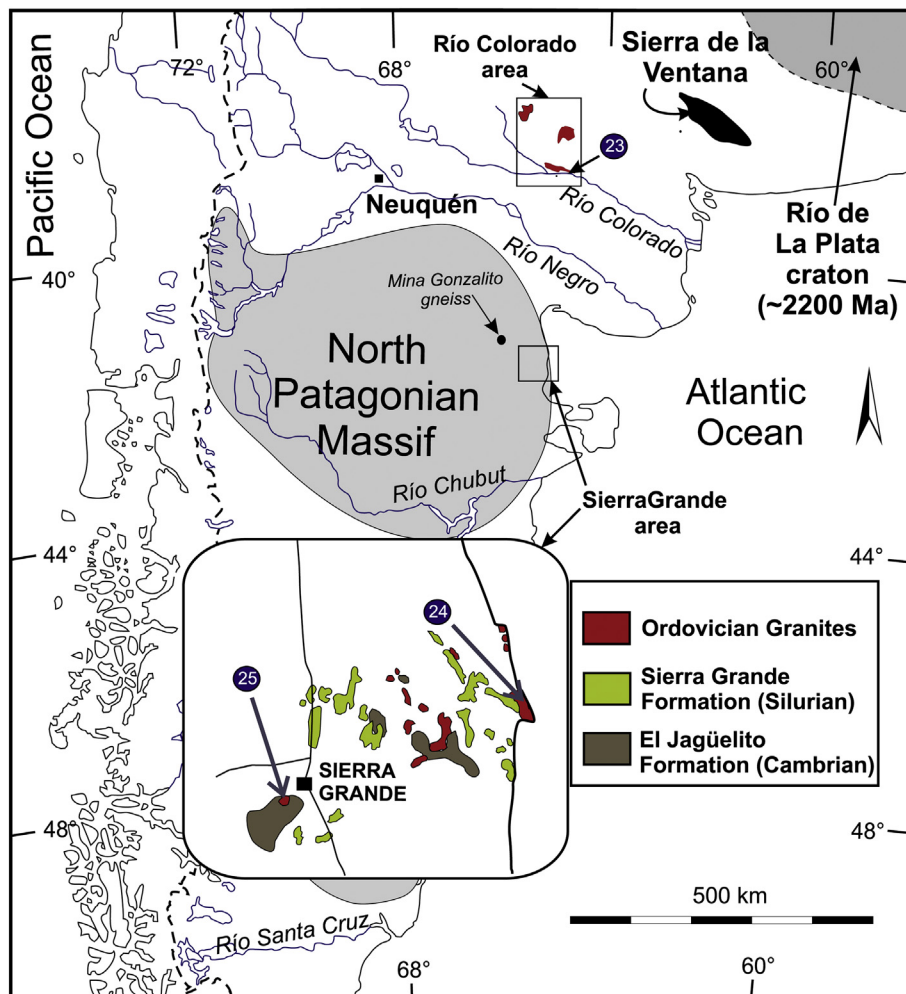 Pacific Ocean
72°
68°
Río Colorado
area
Sierra de la
Ventana
60°
23
Neuquén
Río Colorado
Río Negro
Río de
La Plata
craton
(~2200 Ma)
40°
40°
Mina Gonzalito
gneiss
North
Patagonian
Massif
Atlantic
Ocean
Río Chubut
SierraGrande
area
44°
44°
24
25
Ordovician Granites
Sierra Grande
Formation (Silurian)
El Jagüelito
Formation (Cambrian)
SIERRA
GRANDE
48°
48°
500 km
Río Santa Cruz
68°
60°